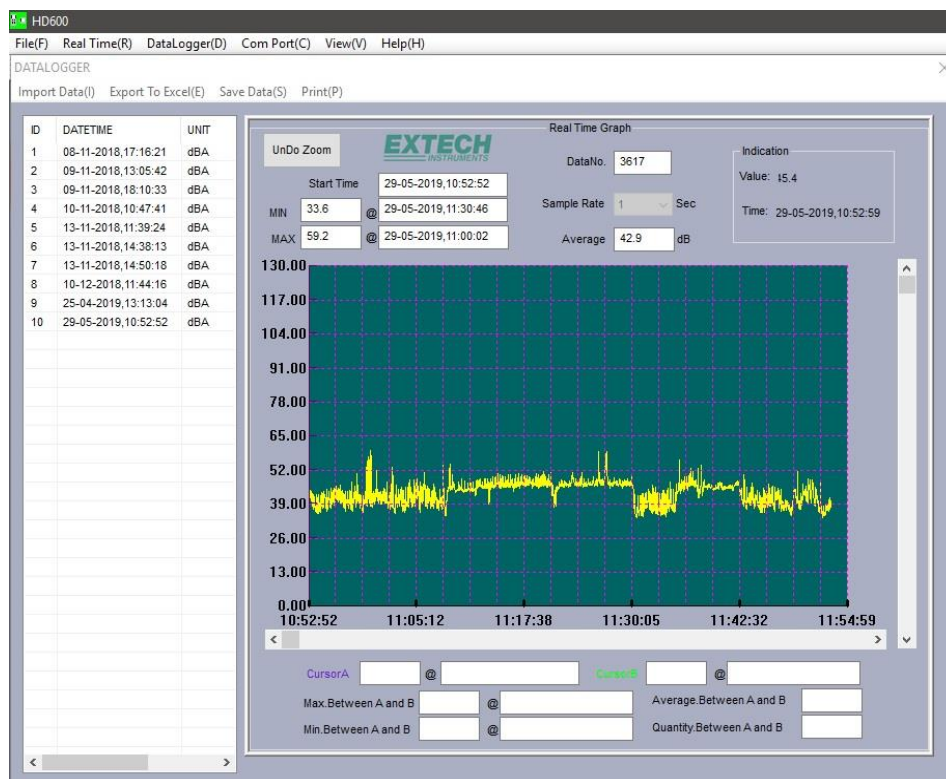 HD600
File(F) Real Time(R) DataLogger(D) Com Port(C) View(V) Help(H)
DATALOGGER
Import Data(I) Export To Excel(E) Save Data(S) Print(P)
ID DATETIME UNIT
1 08-11-2018,17:16:21 dBA
2 09-11-2018,13:05:42 dBA
3 09-11-2018,18:10:33 dBA
4 10-11-2018,10:47:41 dBA
5 13-11-2018,11:39:24 dBA
6 13-11-2018,14:38:13 dBA
7 13-11-2018,14:50:18 dBA
8 10-12-2018,11:44:16 dBA
9 25-04-2019,13:13:04 dBA
10 29-05-2019,10:52:52 dBA
Real Time Graph
UnDo Zoom
EXTECH
INSTRUMENTS
DataNo. 3617
Start Time 29-05-2019,10:52:52
MIN 33.6 @ 29-05-2019,11:30:46
MAX 59.2 @ 29-05-2019,11:00:02
Sample Rate 1 Sec
Average 42.9 dB
Indication
Value: 45.4
Time: 29-05-2019,10:52:59
130.00
117.00
104.00
91.00
78.00
65.00
52.00
39.00
26.00
13.00
0.00
10:52:52 11:05:12 11:17:38 11:30:05 11:42:32 11:54:59
CursorA @ CursorB @
Max.Between A and B @ Average.Between A and B
Min.Between A and B @ Quantity.Between A and B